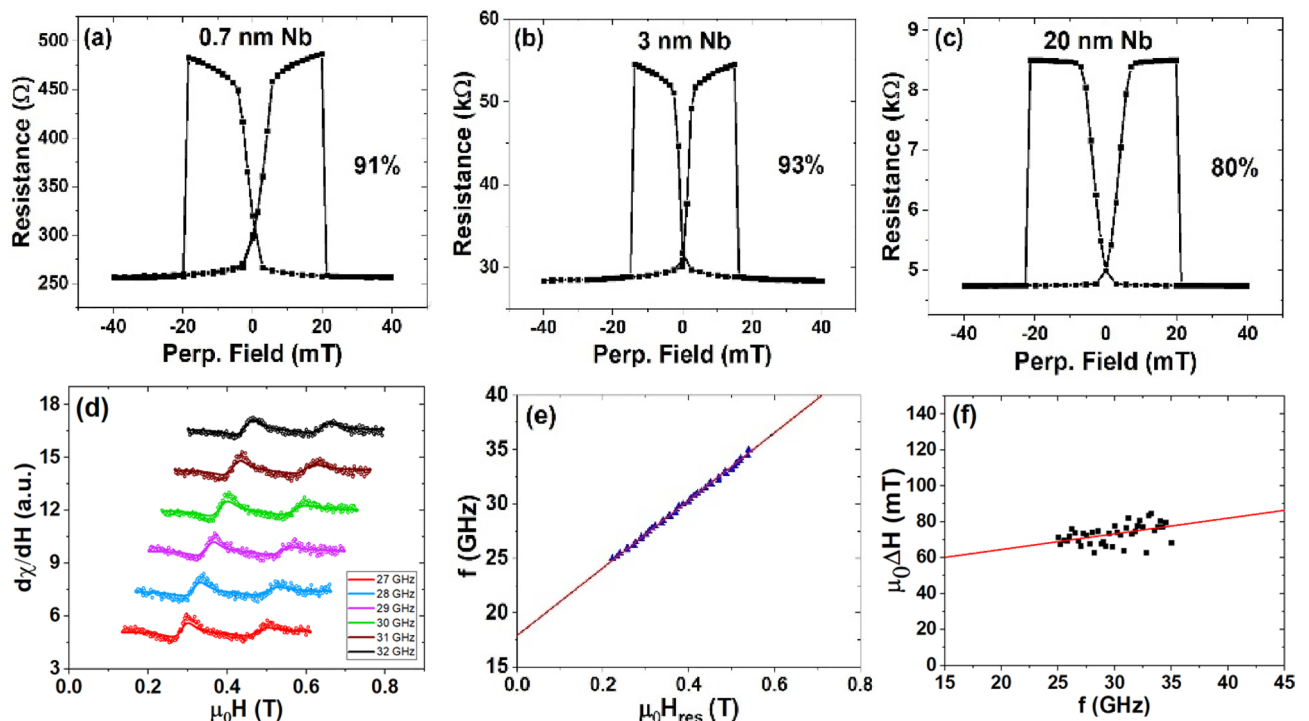 (a)
0.7 nm Nb
91%
500
475
450
425
400
375
350
325
300
275
250
225
Resistance (Ω)
-40
-20
0
20
40
Perp. Field (mT)
(b)
3 nm Nb
93%
60
50
40
30
Resistance (kΩ)
-40
-20
0
20
40
Perp. Field (mT)
(c)
20 nm Nb
80%
9
8
7
6
5
Resistance (kΩ)
-40
-20
0
20
40
Perp. Field (mT)
(d)
18
15
12
9
6
3
dχ/dH (a.u.)
27 GHz
28 GHz
29 GHz
30 GHz
31 GHz
32 GHz
0.0
0.2
0.4
0.6
0.8
μ₀H (T)
(e)
40
35
30
25
20
15
f (GHz)
0.0
0.2
0.4
0.6
0.8
μ₀Hres (T)
(f)
140
120
100
80
60
40
20
0
μ₀ΔH (mT)
15
20
25
30
35
40
45
f (GHz)